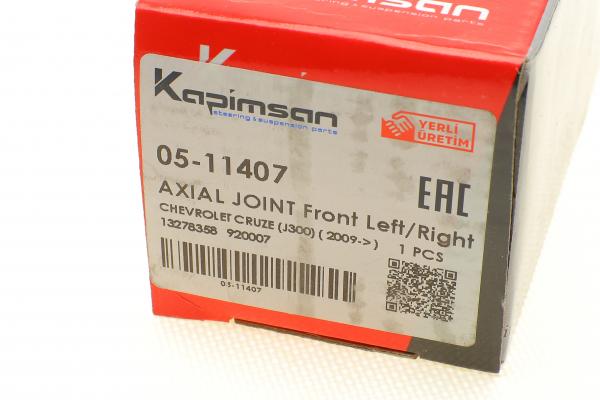 Kapimsan
steering & suspension parts
YERLİ
ÜRETİM
05-11407
EAC
AXIAL JOINT Front Left/Right
CHEVROLET CRUZE (J300) ( 2009-> )
13278358 920007
1 PCS
05-11407